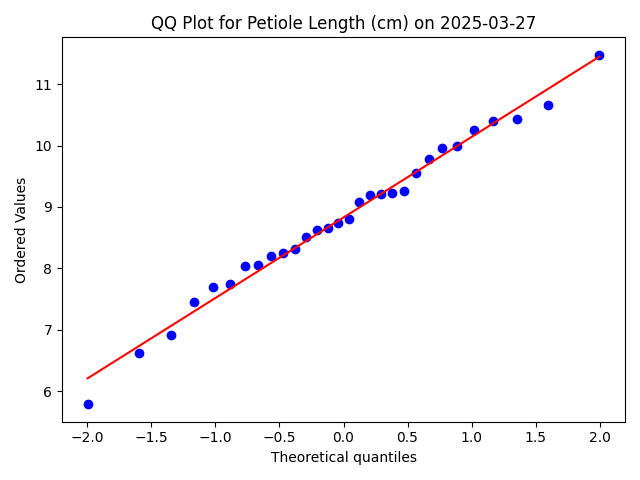 QQ Plot for Petiole Length (cm) on 2025-03-27
Ordered Values
11
10
9
8
7
6
−2.0 −1.5 −1.0 −0.5 0.0 0.5 1.0 1.5 2.0
Theoretical quantiles